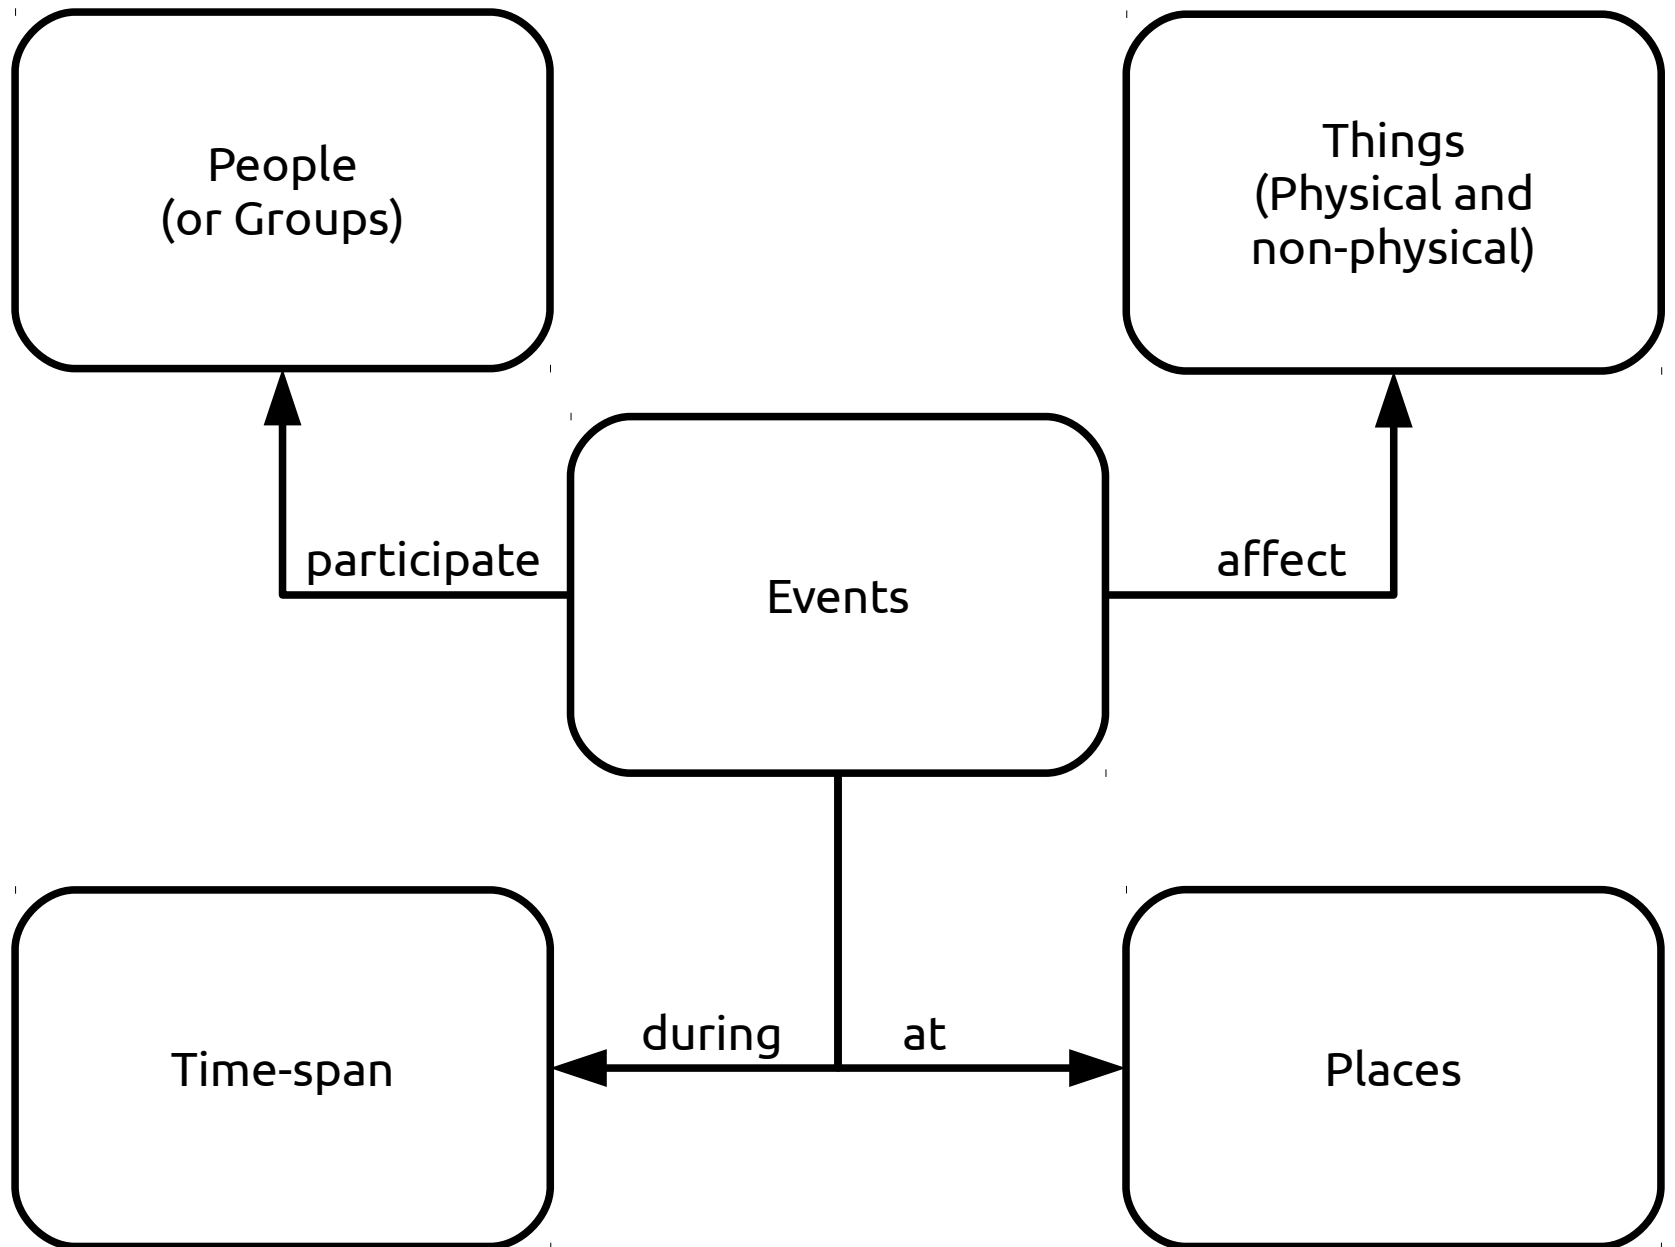 People
(or Groups)
Things
(Physical and
non-physical)
participate
affect
Events
during
at
Time-span
Places